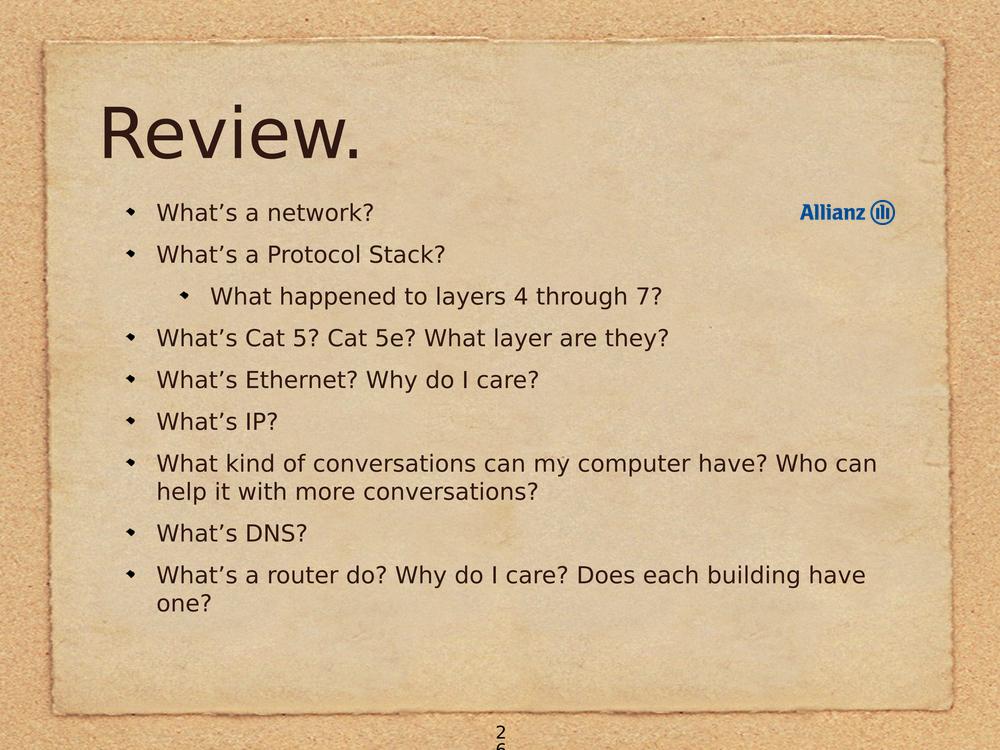 Review.
What’s a network?
Allianz
What’s a Protocol Stack?
What happened to layers 4 through 7?
What’s Cat 5? Cat 5e? What layer are they?
What’s Ethernet? Why do I care?
What’s IP?
What kind of conversations can my computer have? Who can
help it with more conversations?
What’s DNS?
What’s a router do? Why do I care? Does each building have
one?
2
6